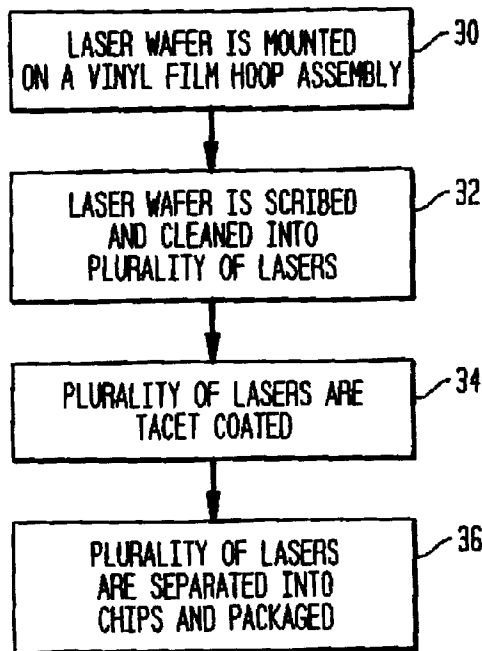 LASER WAFER IS MOUNTED
ON A VINYL FILM HOOP ASSEMBLY
30
LASER WAFER IS SCRIBED
AND CLEANED INTO
PLURALITY OF LASERS
32
PLURALITY OF LASERS ARE
TACET COATED
34
PLURALITY OF LASERS
ARE SEPARATED INTO
CHIPS AND PACKAGED
36